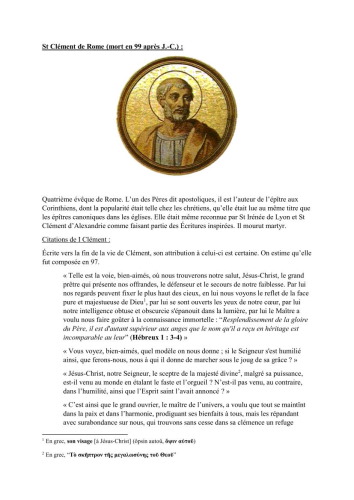 St Clément de Rome (mort en 99 après J.-C.) :
Quatrième évêque de Rome. L'un des Pères dit apostoliques, il est l'auteur de l'épître aux
Corinthiens, dont la popularité était telle chez les chrétiens, qu'elle était lue au même titre que
les épitres canoniques dans les églises. Elle était même reconnue par St Irénée de Lyon et St
Clément d'Alexandrie comme faisant partie des Écritures inspirées. Il mourut martyr.
Citations de I Clément :
Écrite vers la fin de la vie de Clément, son attribution à celui-ci est certaine. On estime qu'elle
fut composée en 97.
« Telle est la voie, bien-aimés, où nous trouverons notre salut, Jésus-Christ, le grand
prêtre qui présente nos offrandes, le défenseur et le secours de notre faiblesse. Par lui
nos regards peuvent fixer le plus haut des cieux, en lui nous voyons le reflet de la face
pure et majestueuse de Dieu1, par lui se sont ouverts les yeux de notre cœur, par lui
notre intelligence obtuse et obscurcie s'épanouit dans la lumière, par lui le Maître a
voulu nous faire goûter à la connaissance immortelle : "Resplendissement de la gloire
du Père, il est d'autant supérieur aux anges que le nom qu'il a reçu en héritage est
incomparable au leur" (Hébreux 1 : 3-4) »
« Vous voyez, bien-aimés, quel modèle on nous donne ; si le Seigneur s'est humilié
ainsi, que ferons-nous, nous à qui il donne de marcher sous le joug de sa grâce ? »
« Jésus-Christ, notre Seigneur, le sceptre de la majesté divine2, malgré sa puissance,
est-il venu au monde en étalant le faste et l'orgueil ? N'est-il pas venu, au contraire,
dans l'humilité, ainsi que l'Esprit saint l'avait annoncé ? »
« C'est ainsi que le grand ouvrier, le maître de l'univers, a voulu que tout se maintînt
dans la paix et dans l'harmonie, prodiguant ses bienfaits à tous, mais les répandant
avec surabondance sur nous, qui trouvons sans cesse dans sa clémence un refuge
1 En grec, son visage [à Jésus-Christ] (ὄψιν αὐτοῦ, ὄψιν αὐτοῦ)
2 En grec, "Τὸ σκῆπτρον τῆς μεγαλωσύνης τοῦ Θεοῦ"